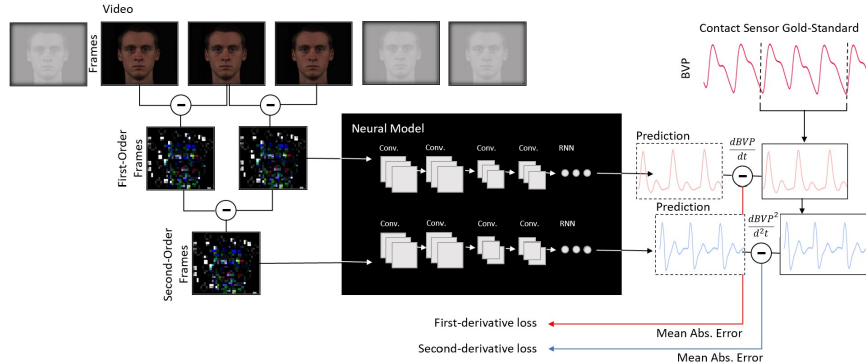 Video
Contact Sensor Gold-Standard
Frames
BVP
First-Order
Frames
Second-Order
Frames
Neural Model
Conv.
Conv.
Conv.
Conv.
RNN
Conv.
Conv.
Conv.
Conv.
RNN
Prediction
dBVP
dt
Prediction
dBVP²
d²t
First-derivative loss
Mean Abs. Error
Second-derivative loss
Mean Abs. Error